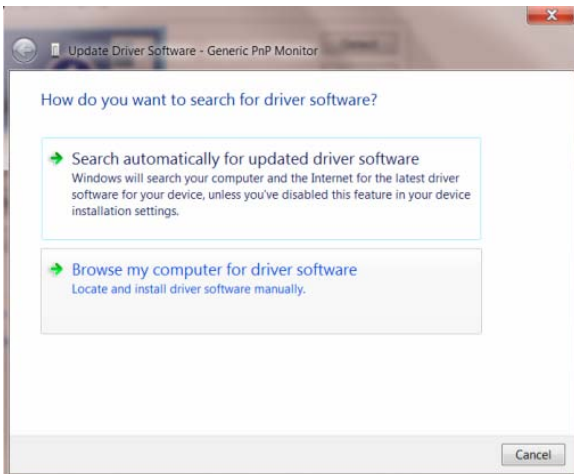 Update Driver Software - Generic PnP Monitor
How do you want to search for driver software?
Search automatically for updated driver software
Windows will search your computer and the Internet for the latest driver
software for your device, unless you've disabled this feature in your device
installation settings.
Browse my computer for driver software
Locate and install driver software manually.
Cancel